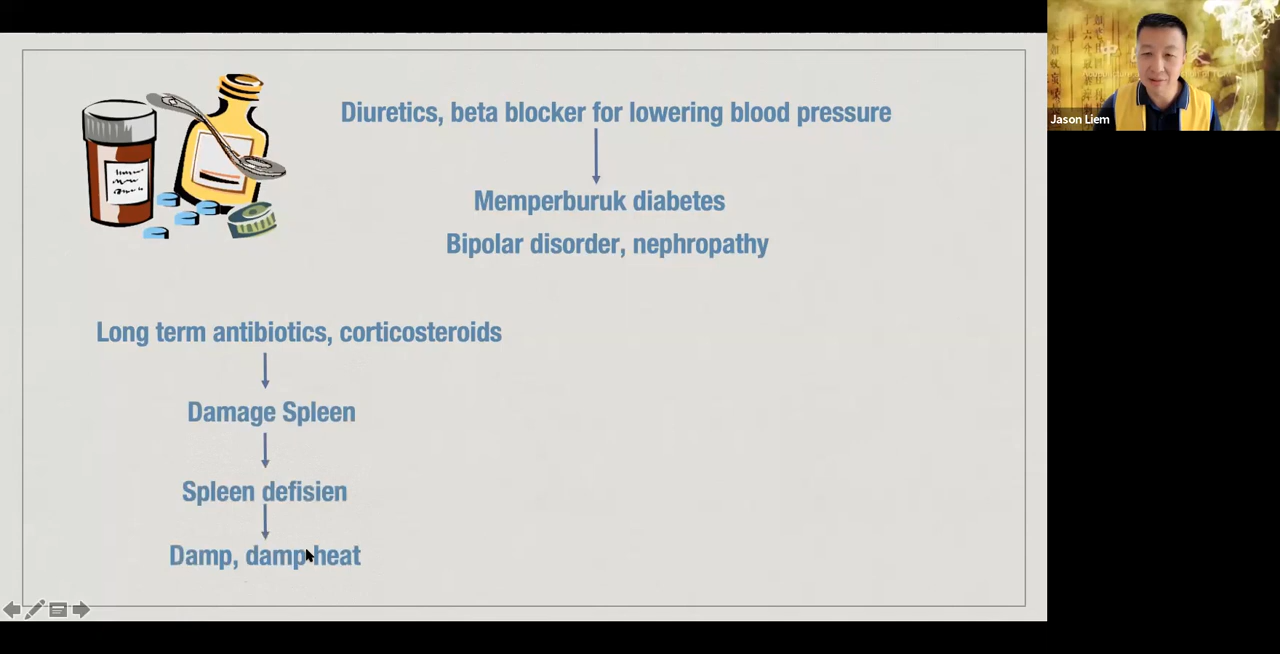 Diuretics, beta blocker for lowering blood pressure
Memperburuk diabetes
Bipolar disorder, nephropathy
Long term antibiotics, corticosteroids
Damage Spleen
Spleen defisien
Damp, damp heat
Jason Liem